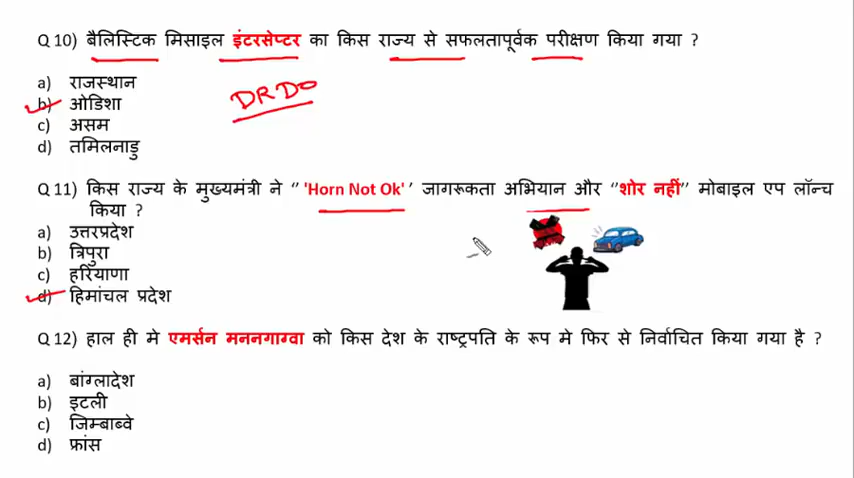 Q 10) बैलिस्टिक मिसाइल इंटरसेप्टर का किस राज्य से सफलतापूर्वक परीक्षण किया गया ?
a) राजस्थान
b) ओडिशा
DRDO
c) असम
d) तमिलनाडु
Q 11) किस राज्य के मुख्यमंत्री ने “ 'Horn Not Ok' ’ जागरूकता अभियान और “शोर नहीं” मोबाइल एप लॉन्च
किया ?
a) उत्तरप्रदेश
b) त्रिपुरा
c) हरियाणा
d) हिमांचल प्रदेश
Q 12) हाल ही मे एमर्सन मननगाग्वा को किस देश के राष्ट्रपति के रूप मे फिर से निर्वाचित किया गया है ?
a) बांग्लादेश
b) इटली
c) जिम्बाब्वे
d) फ्रांस